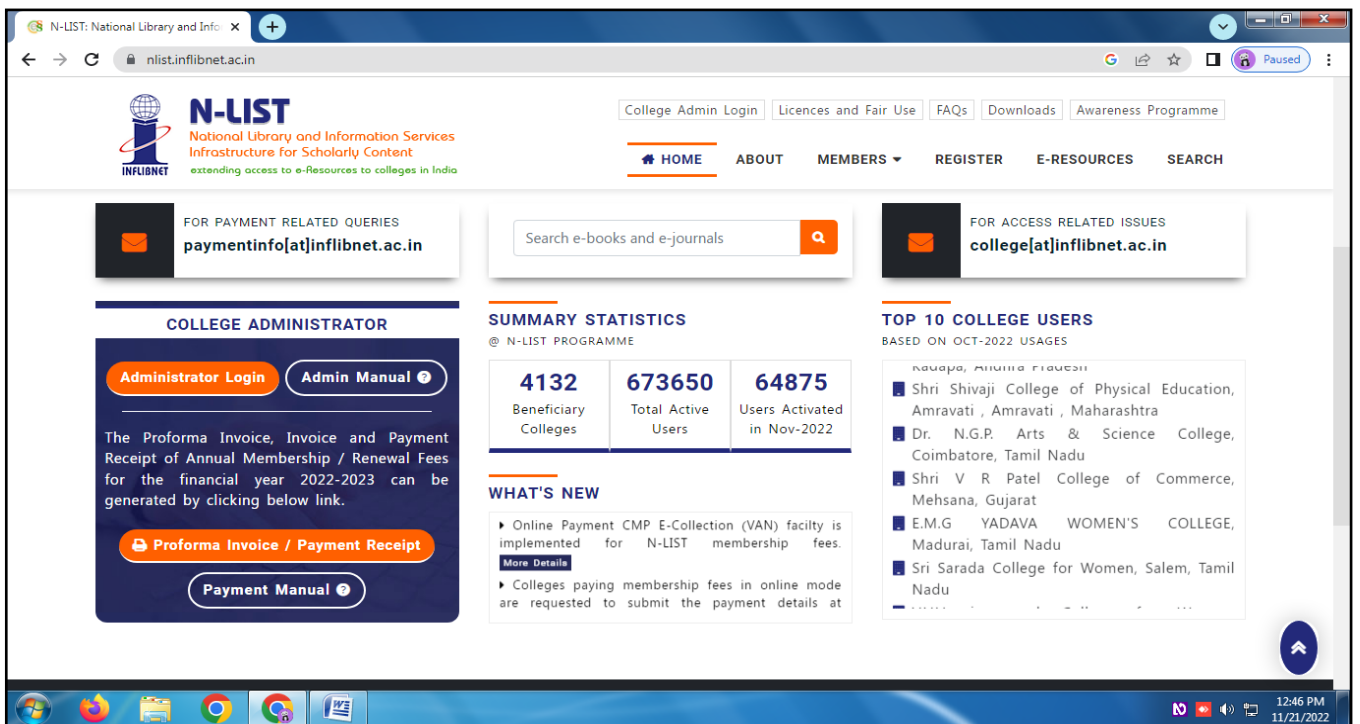 N-LIST: National Library and Info
nlist.inflibnet.ac.in
Paused
INFLIBNET
N-LIST
National Library and Information Services
Infrastructure for Scholarly Content
extending access to e-Resources to colleges in India
College Admin Login Licences and Fair Use FAQs Downloads Awareness Programme
HOME ABOUT MEMBERS REGISTER E-RESOURCES SEARCH
FOR PAYMENT RELATED QUERIES
paymentinfo[at]inflibnet.ac.in
Search e-books and e-journals
FOR ACCESS RELATED ISSUES
college[at]inflibnet.ac.in
COLLEGE ADMINISTRATOR
Administrator Login Admin Manual ?
The Proforma Invoice, Invoice and Payment
Receipt of Annual Membership / Renewal Fees
for the financial year 2022-2023 can be
generated by clicking below link.
Proforma Invoice / Payment Receipt
Payment Manual ?
SUMMARY STATISTICS
@ N-LIST PROGRAMME
4132
Beneficiary
Colleges
673650
Total Active
Users
64875
Users Activated
in Nov-2022
WHAT'S NEW
Online Payment CMP E-Collection (VAN) facilty is
implemented for N-LIST membership fees.
More Details
Colleges paying membership fees in online mode
are requested to submit the payment details at
TOP 10 COLLEGE USERS
BASED ON OCT-2022 USAGES
Kadapa, Andhra Pradesh
Shri Shivaji College of Physical Education,
Amravati , Amravati , Maharashtra
Dr. N.G.P. Arts & Science College,
Coimbatore, Tamil Nadu
Shri V R Patel College of Commerce,
Mehsana, Gujarat
E.M.G YADAVA WOMEN'S COLLEGE,
Madurai, Tamil Nadu
Sri Sarada College for Women, Salem, Tamil
Nadu
12:46 PM
11/21/2022